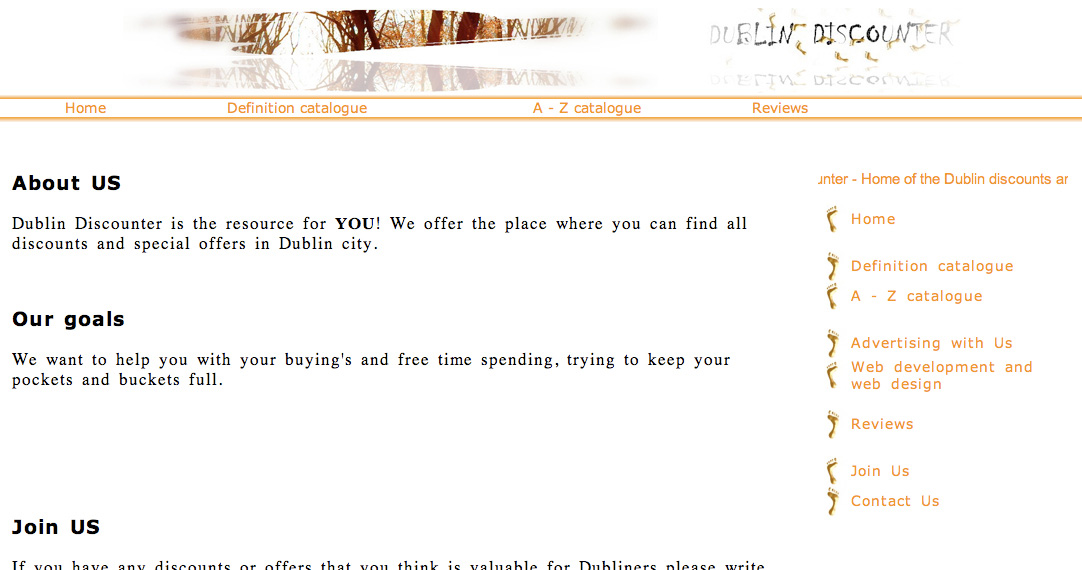 DUBLIN DISCOUNTER
Home Definition catalogue A - Z catalogue Reviews
About US
Dublin Discounter is the resource for YOU! We offer the place where you can find all
discounts and special offers in Dublin city.
Our goals
We want to help you with your buying's and free time spending, trying to keep your
pockets and buckets full.
Join US
If you have any discounts or offers that you think is valuable for Dubliners please write
unter - Home of the Dublin discounts ar
Home
Definition catalogue
A - Z catalogue
Advertising with Us
Web development and
web design
Reviews
Join Us
Contact Us